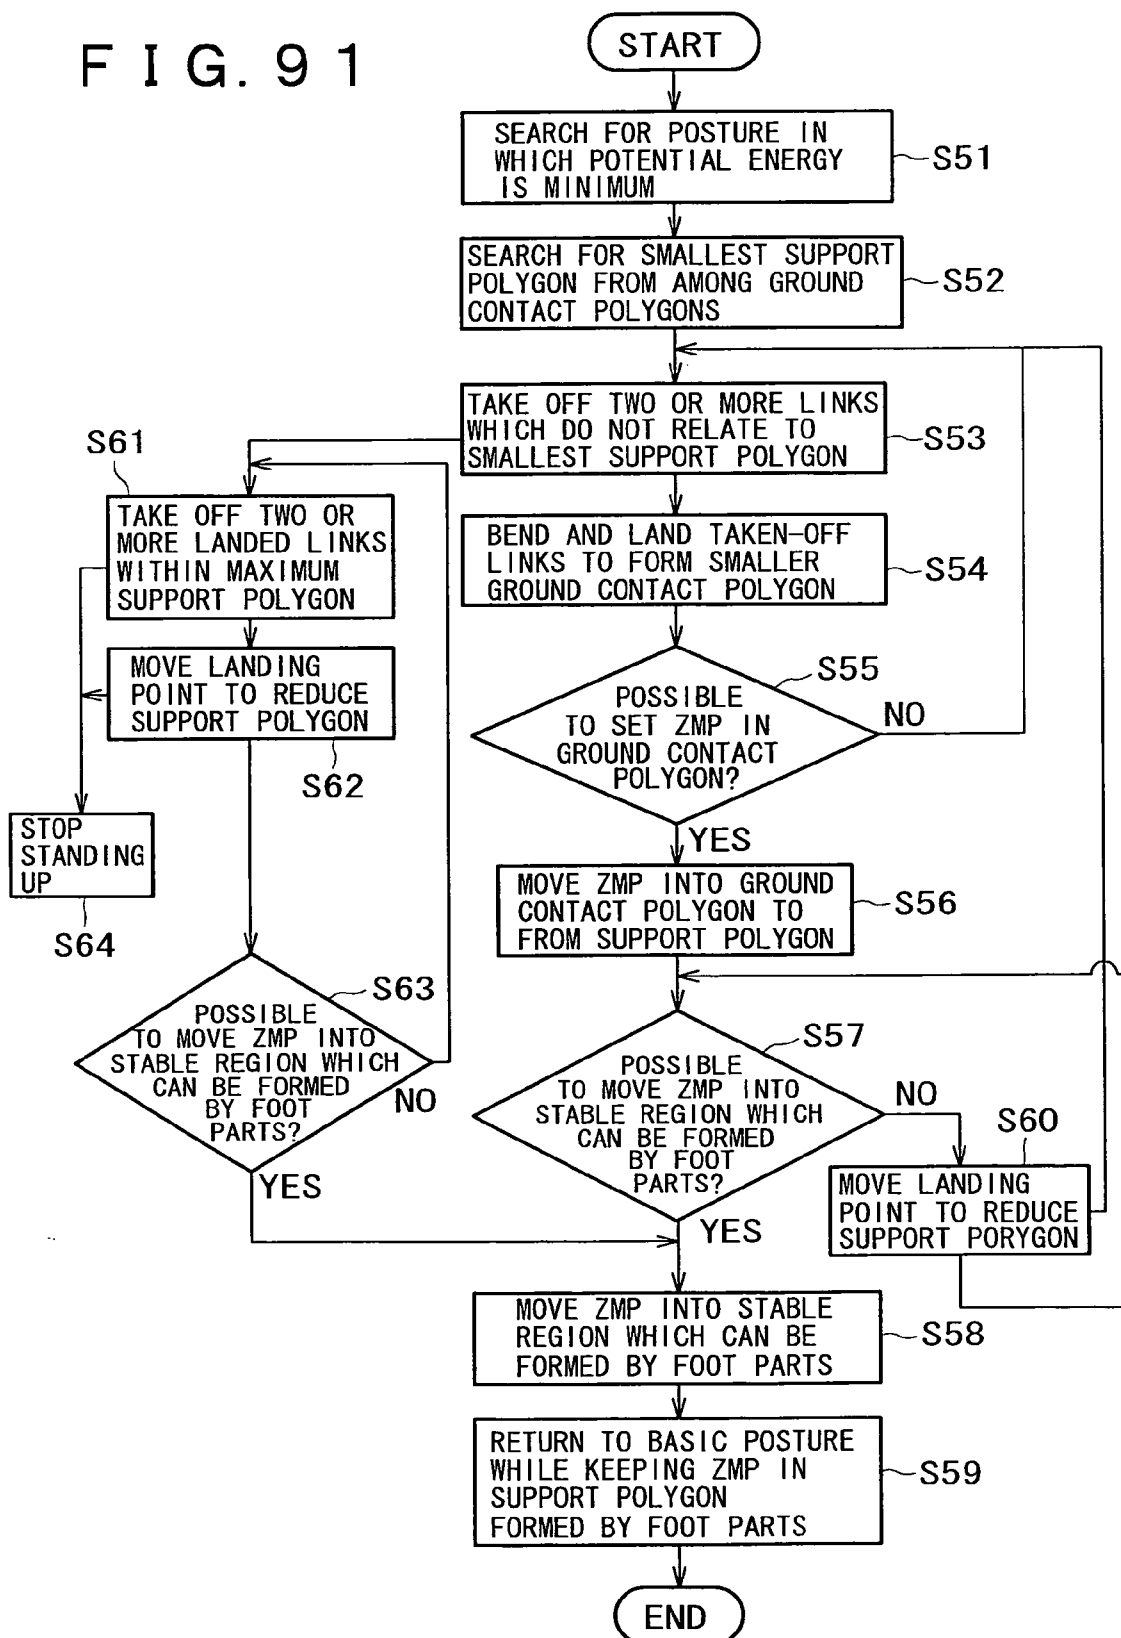 FIG. 91
START
SEARCH FOR POSTURE IN
WHICH POTENTIAL ENERGY
IS MINIMUM
S51
SEARCH FOR SMALLEST SUPPORT
POLYGON FROM AMONG GROUND
CONTACT POLYGONS
S52
TAKE OFF TWO OR MORE LINKS
WHICH DO NOT RELATE TO
SMALLEST SUPPORT POLYGON
S53
BEND AND LAND TAKEN-OFF
LINKS TO FORM SMALLER
GROUND CONTACT POLYGON
S54
POSSIBLE
TO SET ZMP IN
GROUND CONTACT
POLYGON?
S55
NO
YES
MOVE ZMP INTO GROUND
CONTACT POLYGON TO
FROM SUPPORT POLYGON
S56
POSSIBLE
TO MOVE ZMP INTO
STABLE REGION WHICH
CAN BE FORMED
BY FOOT
PARTS?
S57
NO
YES
S60
MOVE LANDING
POINT TO REDUCE
SUPPORT PORYGON
S61
TAKE OFF TWO OR
MORE LANDED LINKS
WITHIN MAXIMUM
SUPPORT POLYGON
MOVE LANDING
POINT TO REDUCE
SUPPORT POLYGON
S62
STOP
STANDING
UP
S64
POSSIBLE
TO MOVE ZMP INTO
STABLE REGION WHICH
CAN BE FORMED
BY FOOT
PARTS?
S63
NO
YES
MOVE ZMP INTO STABLE
REGION WHICH CAN BE
FORMED BY FOOT PARTS
S58
RETURN TO BASIC POSTURE
WHILE KEEPING ZMP IN
SUPPORT POLYGON
FORMED BY FOOT PARTS
S59
END